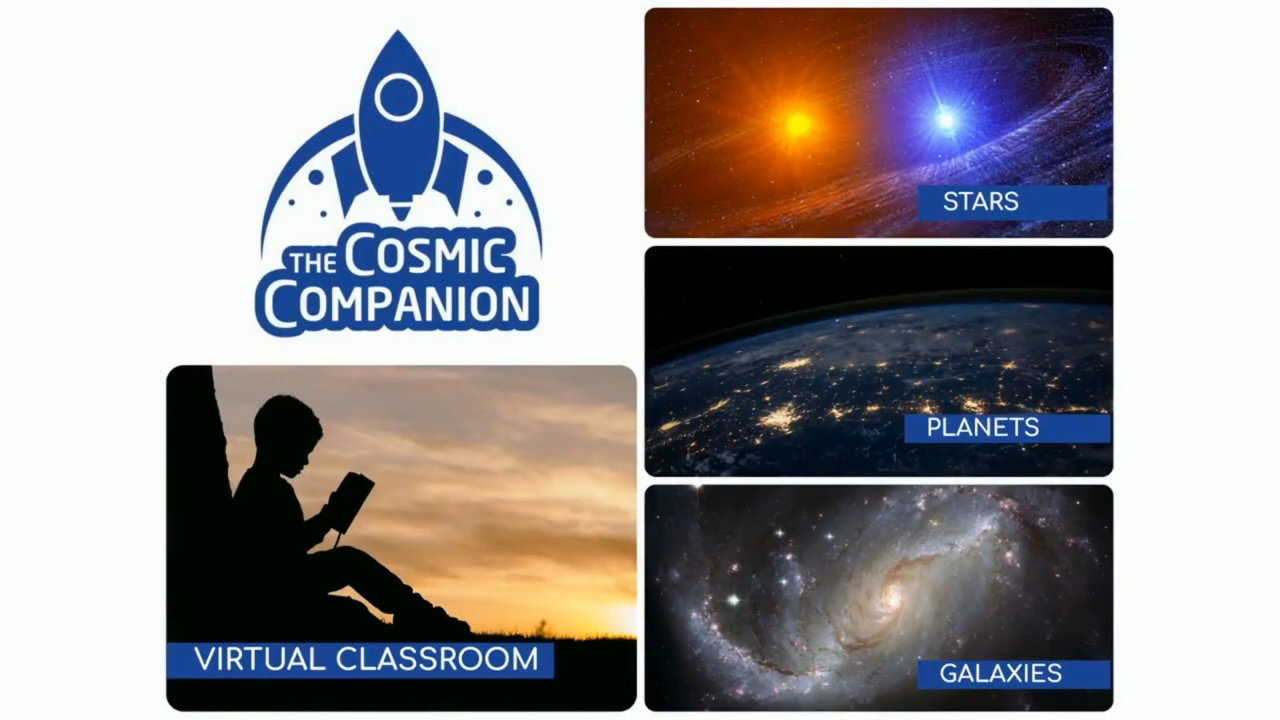 THE COSMIC
COMPANION
VIRTUAL CLASSROOM
STARS
PLANETS
GALAXIES